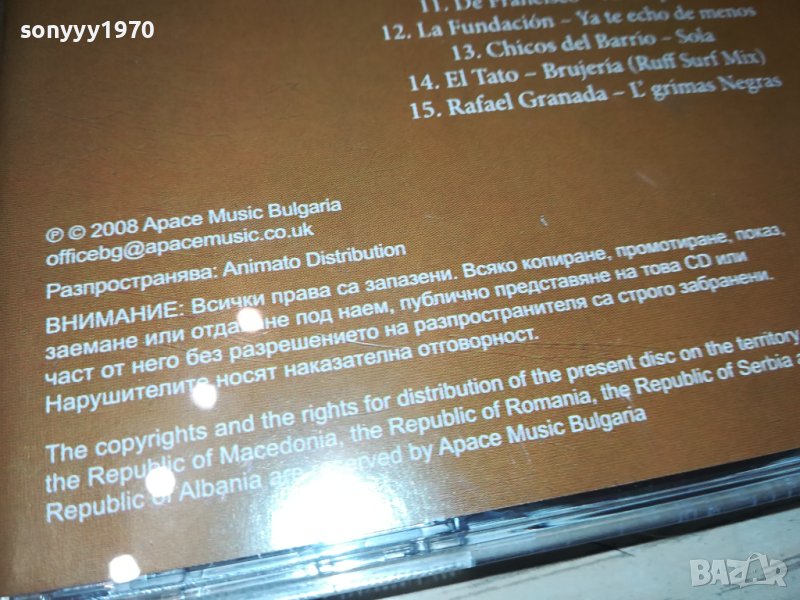 sonyyy1970
11. De Francisco –
12. La Fundación – Ya te echo de menos
13. Chicos del Barrio – Sola
14. El Tato – Brujería (Ruff Surf Mix)
15. Rafael Granada – L' grimas Negras
℗ © 2008 Apace Music Bulgaria
officebg@apacemusic.co.uk
Разпространява: Animato Distribution
ВНИМАНИЕ: Всички права са запазени. Всяко копиране, промотиране, показ,
заемане или отдаване под наем, публично представяне на това CD или
част от него без разрешението на разпространителя са строго забранени.
Нарушителите носят наказателна отговорност.
The copyrights and the rights for distribution of the present disc on the territory
the Republic of Macedonia, the Republic of Romania, the Republic of Serbia
Republic of Albania are reserved by Apace Music Bulgaria
BAZAR